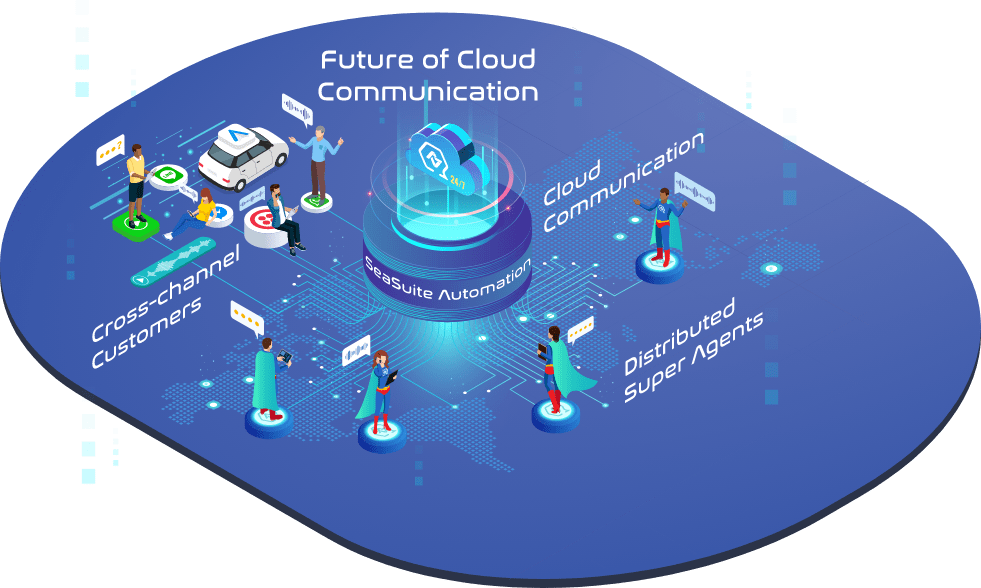 Future of Cloud
Communication
....?
24/7
Cloud
Communication
SeaSuite Automation
Cross-channel
Customers
Distributed
Super Agents